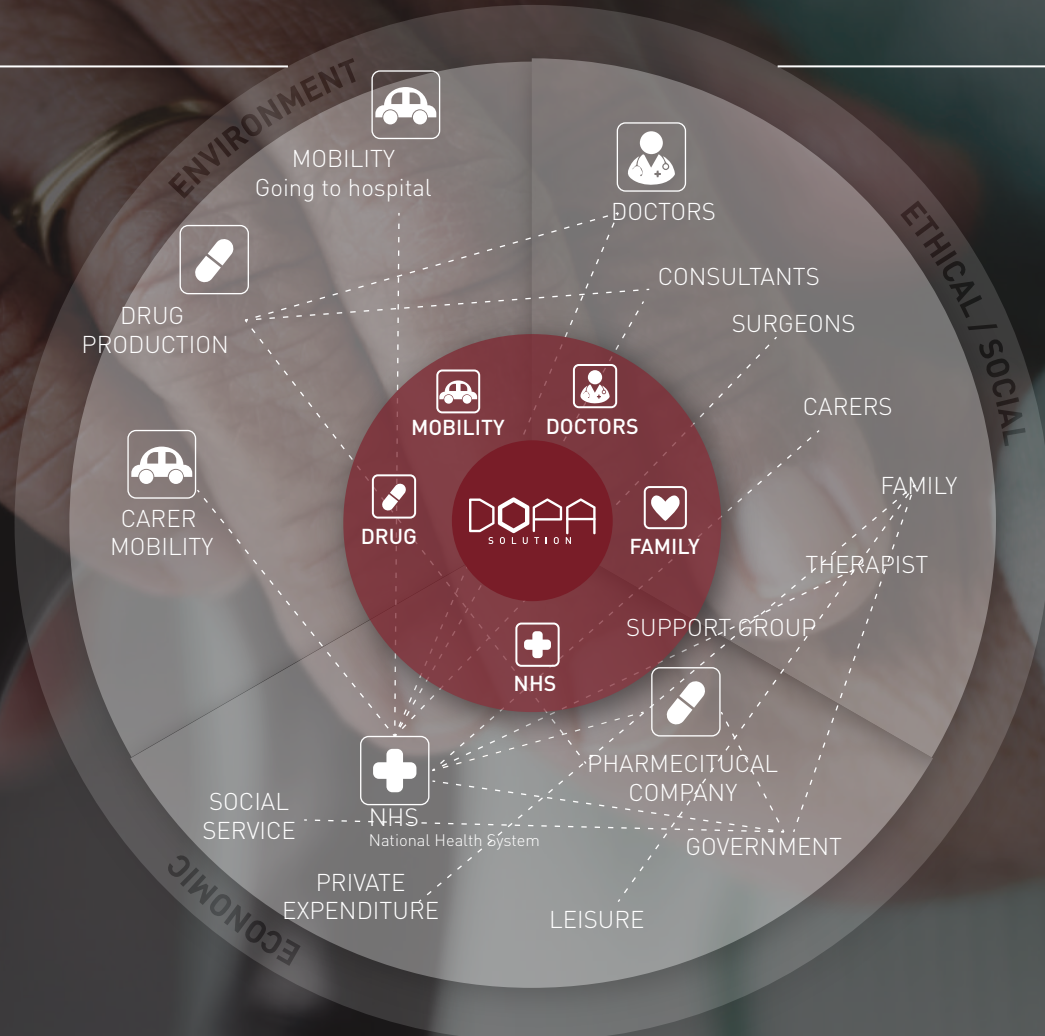 ENVIRONMENT
MOBILITY
Going to hospital
DOCTORS
ETHICAL / SOCIAL
CONSULTANTS
DRUG
PRODUCTION
SURGEONS
CARERS
MOBILITY
DOCTORS
FAMILY
CARER
MOBILITY
DRUG
DOPA
SOLUTION
FAMILY
THERAPIST
SUPPORT GROUP
NHS
PHARMECITUCAL
COMPANY
SOCIAL
SERVICE
NHS
National Health System
GOVERNMENT
PRIVATE
EXPENDITURE
LEISURE
ECONOMIC